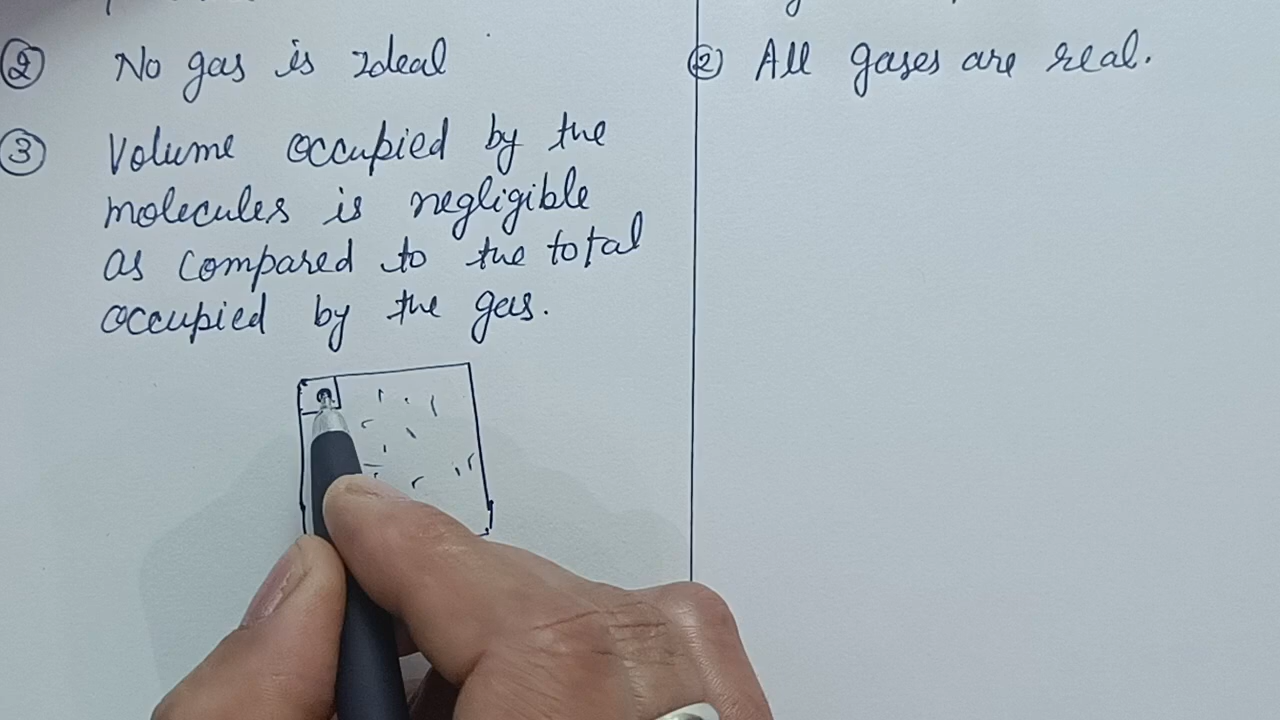 ② No gas is Ideal
③ Volume occupied by the
molecules is negligible
as compared to the total
occupied by the gas.
② All gases are real.